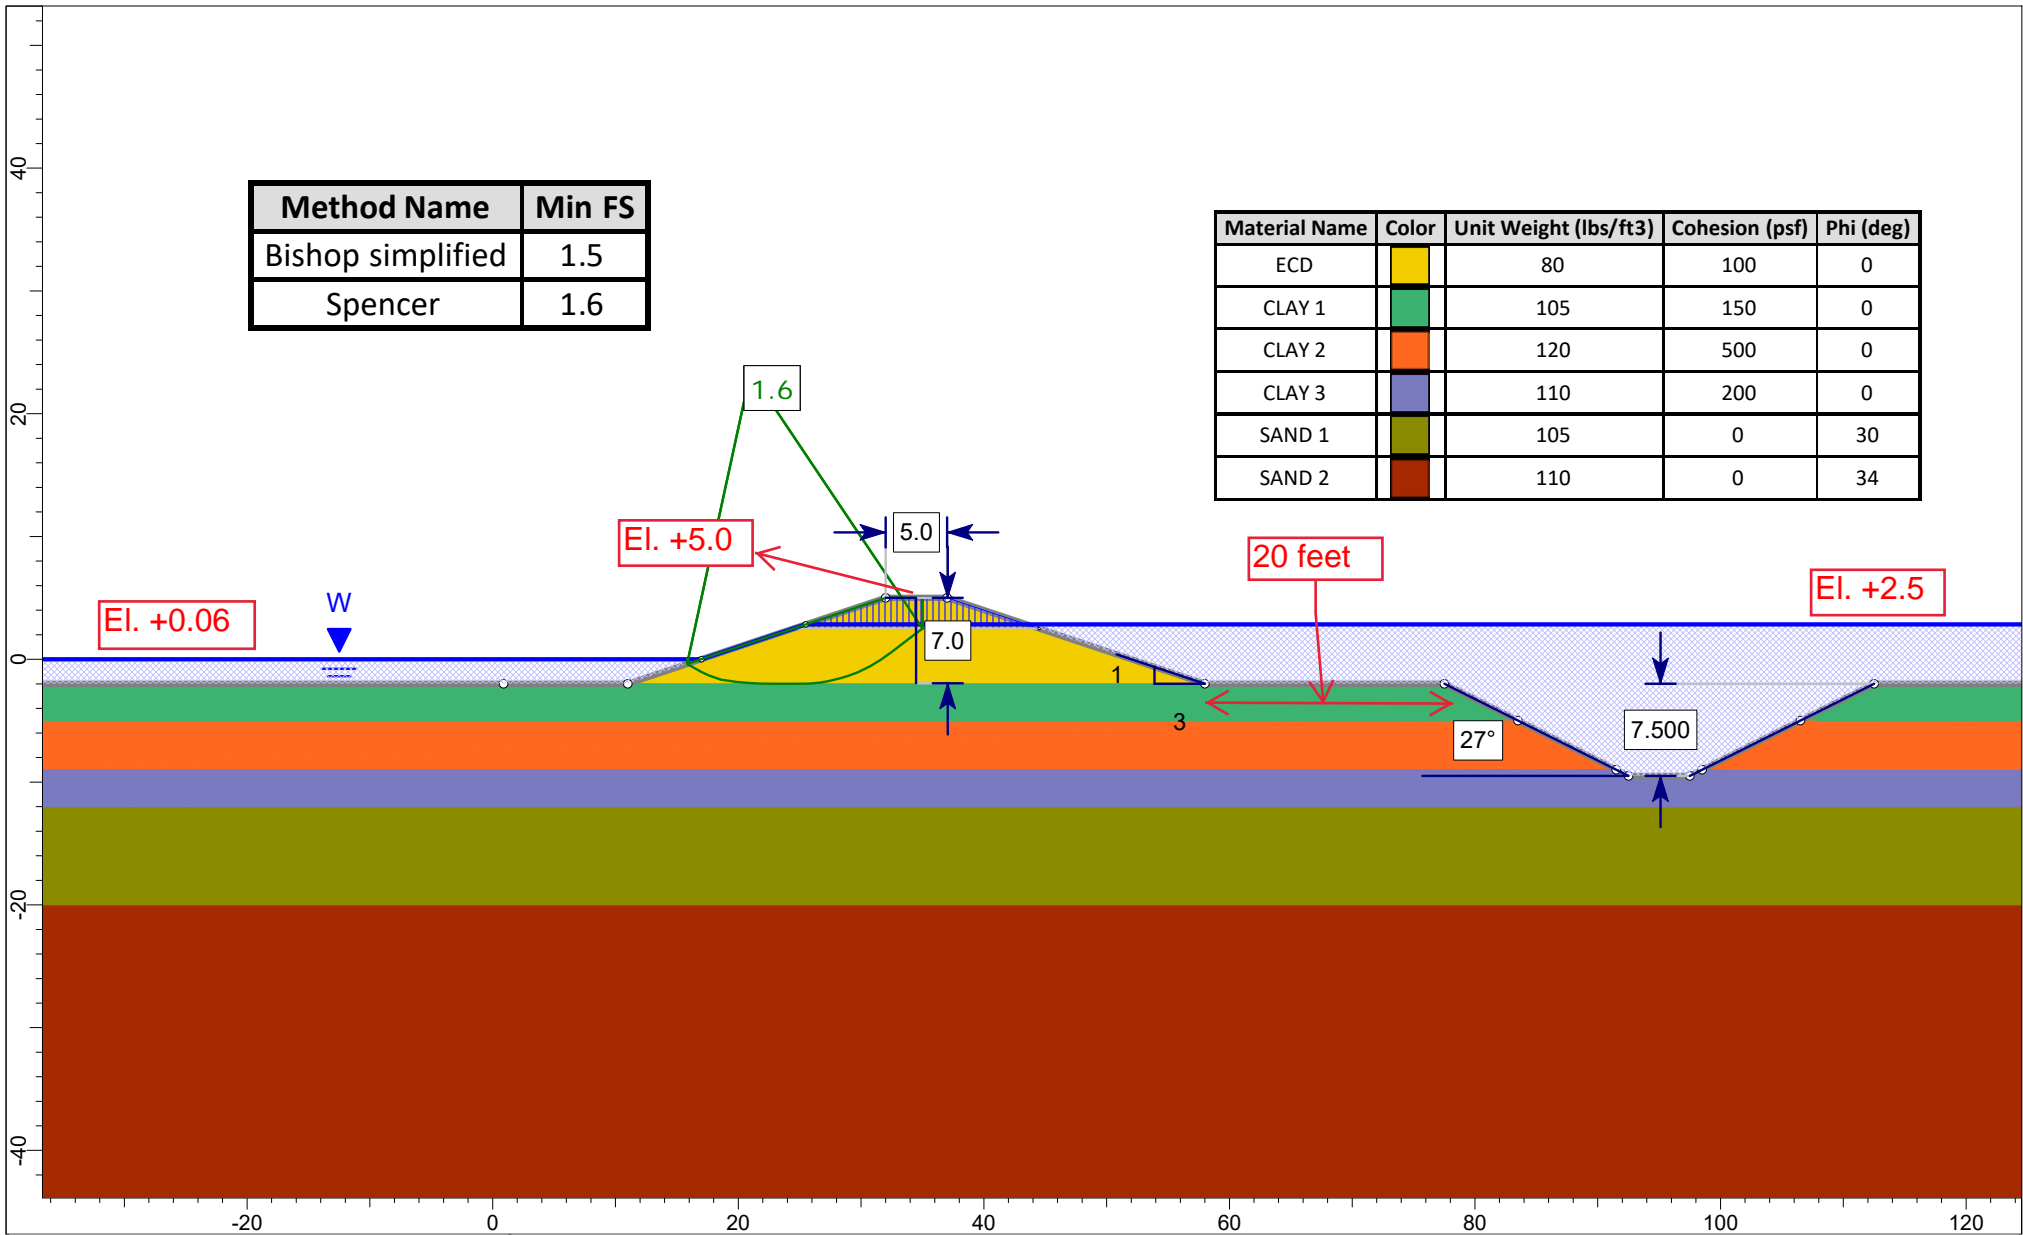 Method Name Min FS
Bishop simplified 1.5
Spencer 1.6
Material Name Color Unit Weight (lbs/ft3) Cohesion (psf) Phi (deg)
ECD 80 100 0
CLAY 1 105 150 0
CLAY 2 120 500 0
CLAY 3 110 200 0
SAND 1 105 0 30
SAND 2 110 0 34
1.6
El. +5.0
5.0
20 feet
El. +2.5
El. +0.06
W
7.0
1
3
27°
7.500
40
20
0
-20
-40
-20 0 20 40 60 80 100 120